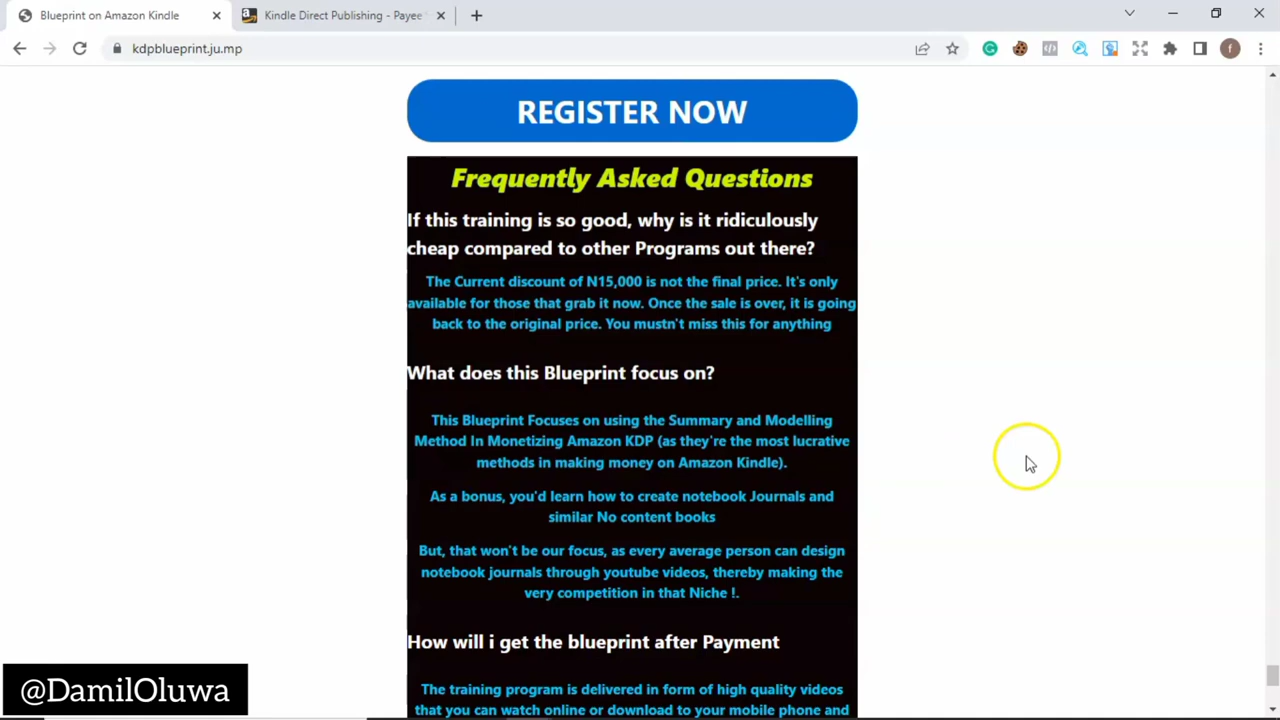 Blueprint on Amazon Kindle
Kindle Direct Publishing - Payee
kdpblueprint.ju.mp
f
REGISTER NOW
Frequently Asked Questions
If this training is so good, why is it ridiculously
cheap compared to other Programs out there?
The Current discount of N15,000 is not the final price. It's only
available for those that grab it now. Once the sale is over, it is going
back to the original price. You mustn't miss this for anything
What does this Blueprint focus on?
This Blueprint Focuses on using the Summary and Modelling
Method In Monetizing Amazon KDP (as they're the most lucrative
methods in making money on Amazon Kindle).
As a bonus, you'd learn how to create notebook Journals and
similar No content books
But, that won't be our focus, as every average person can design
notebook journals through youtube videos, thereby making the
very competition in that Niche !.
How will i get the blueprint after Payment
The training program is delivered in form of high quality videos
that you can watch online or download to your mobile phone and
@DamilOluwa